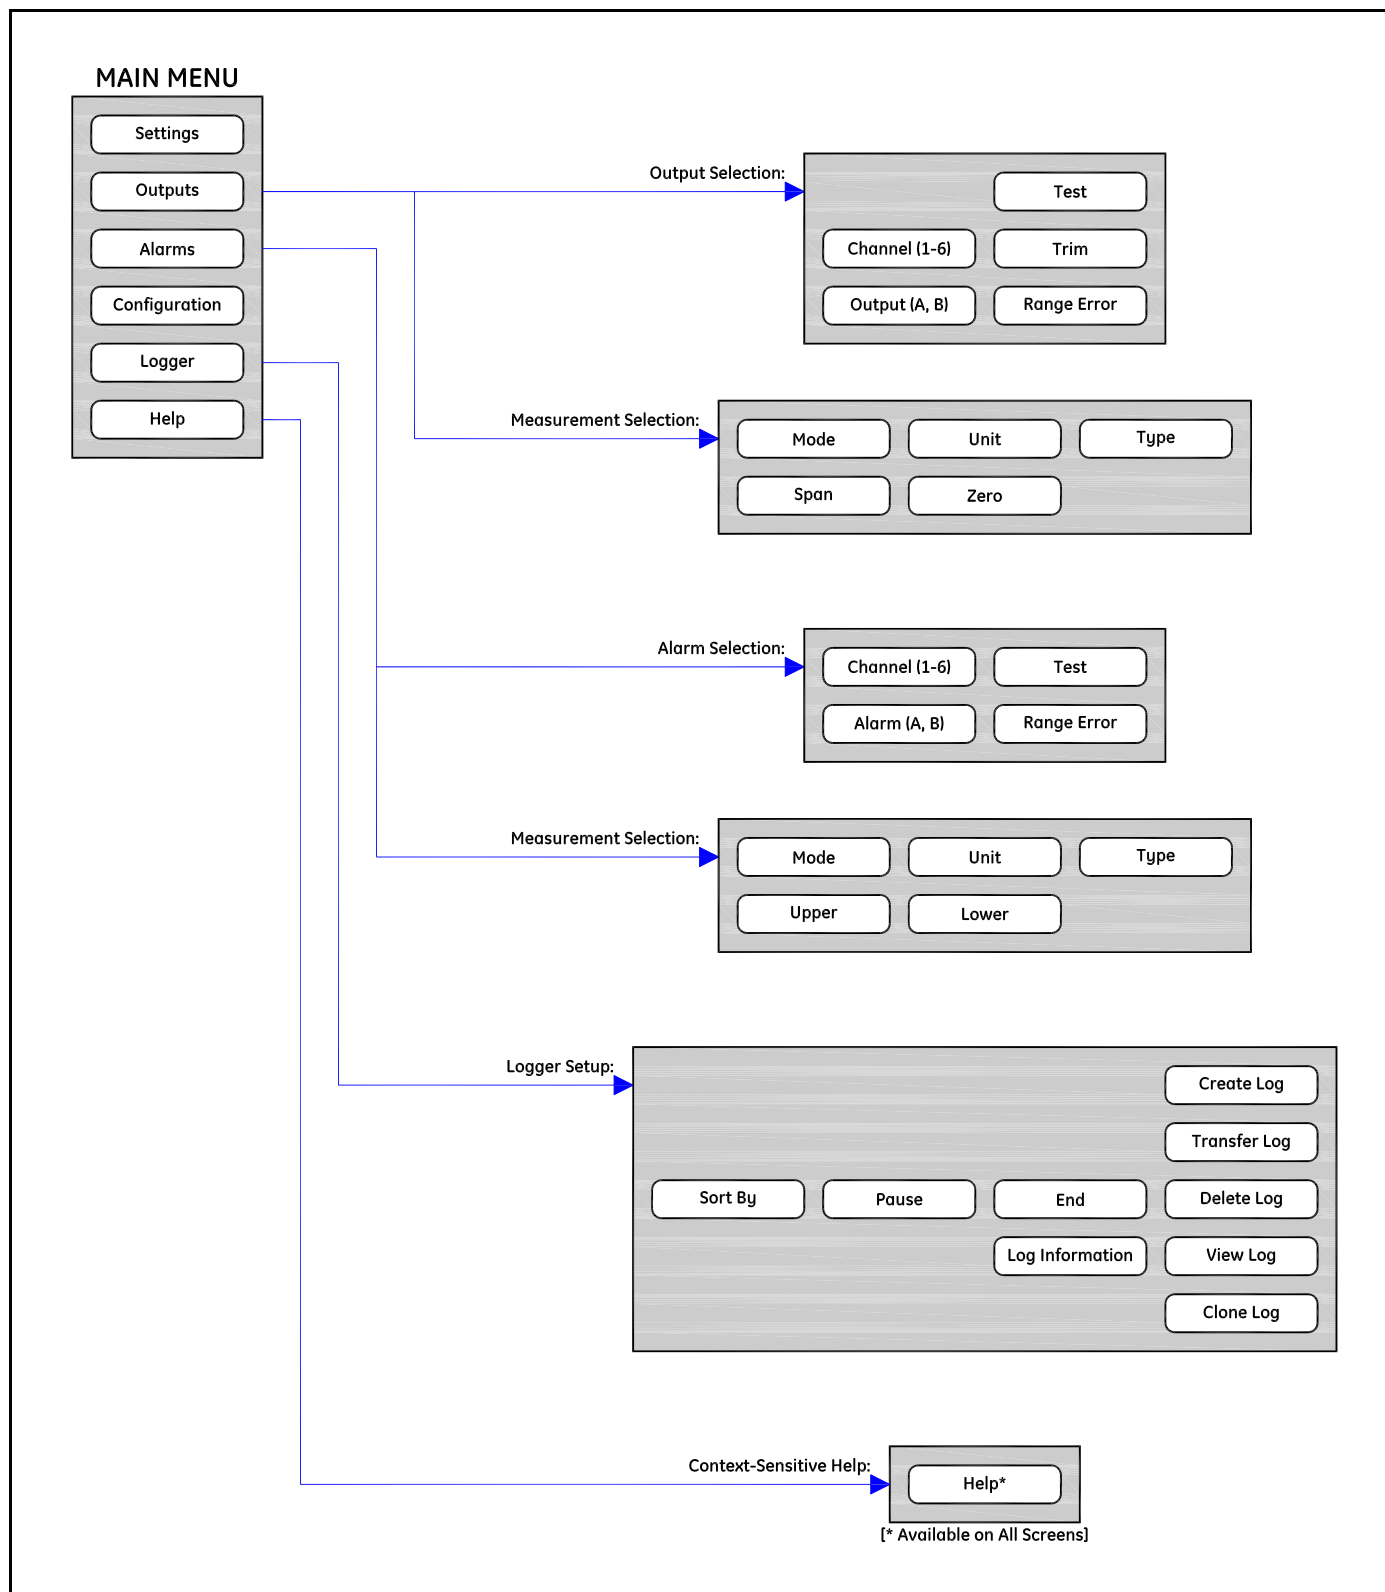 MAIN MENU
Settings
Outputs
Alarms
Configuration
Logger
Help
Output Selection:
Test
Channel (1-6)
Trim
Output (A, B)
Range Error
Measurement Selection:
Mode
Unit
Type
Span
Zero
Alarm Selection:
Channel (1-6)
Test
Alarm (A, B)
Range Error
Measurement Selection:
Mode
Unit
Type
Upper
Lower
Logger Setup:
Create Log
Transfer Log
Sort By
Pause
End
Delete Log
Log Information
View Log
Clone Log
Context-Sensitive Help:
Help*
[* Available on All Screens]